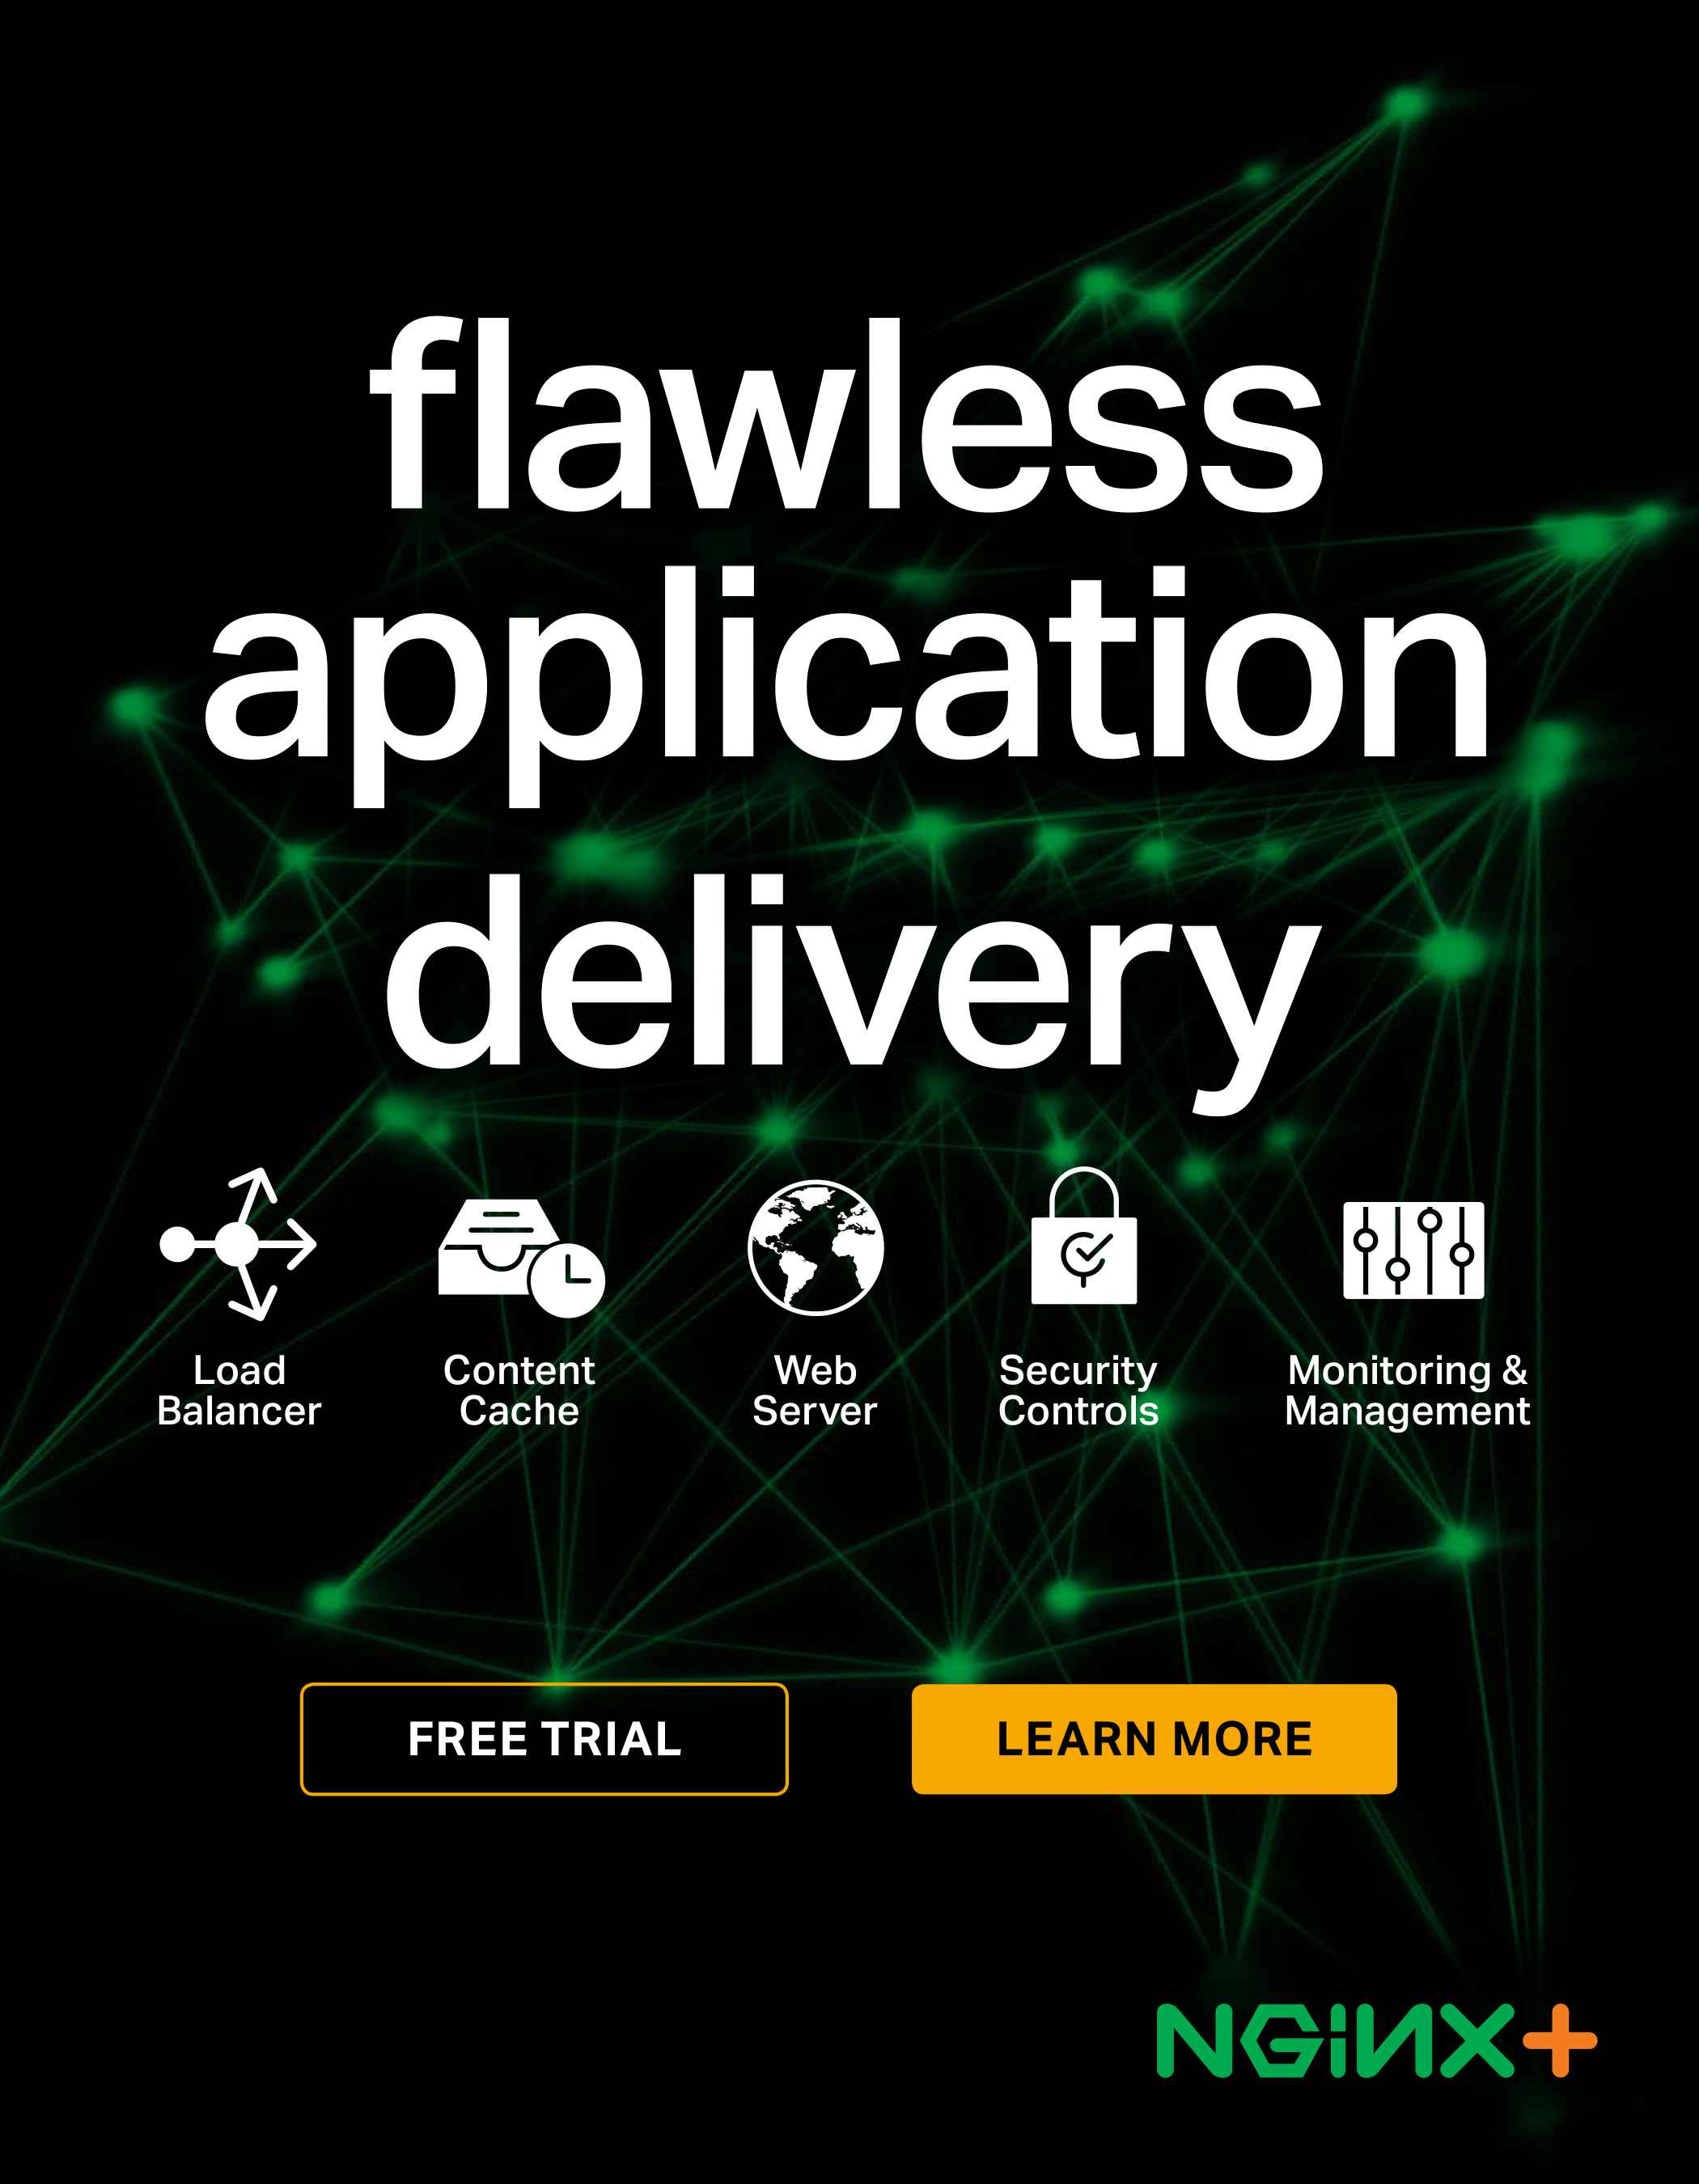 flawless
application
delivery
Load
Balancer
Content
Cache
Web
Server
Security
Controls
Monitoring &
Management
FREE TRIAL
LEARN MORE
NGiNX+